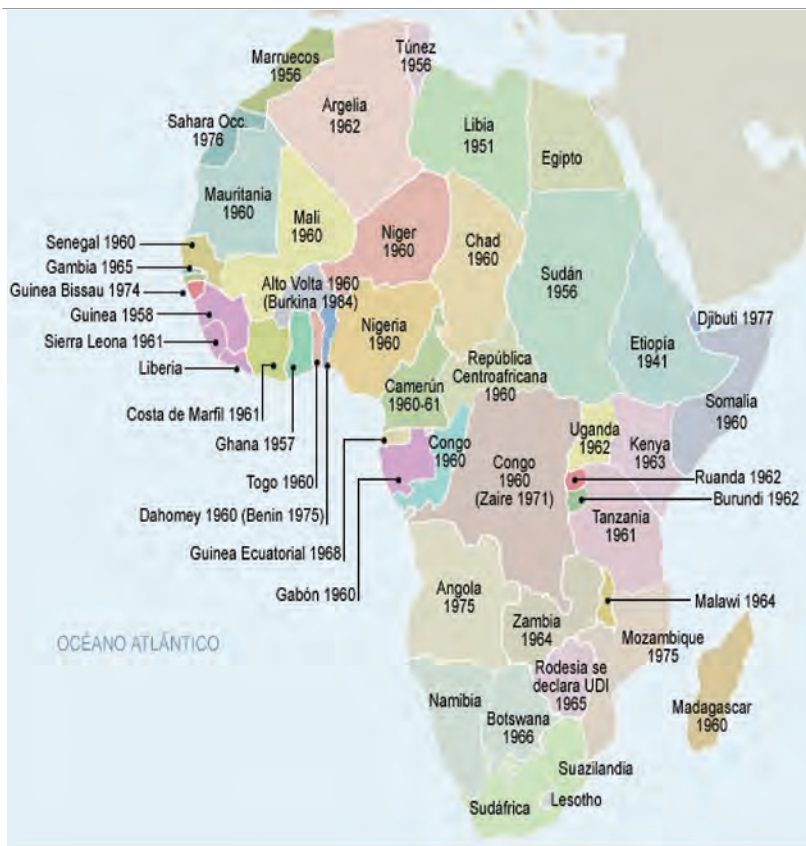 Marruecos
1956
Túnez
1956
Argelia
1962
Sahara Occ.
1976
Libia
1951
Egipto
Mauritania
1960
Mali
1960
Niger
1960
Chad
1960
Sudán
1956
Senegal 1960
Gambia 1965
Guinea Bissau 1974
Guinea 1958
Sierra Leona 1961
Liberia
Alto Volta 1960
(Burkina 1984)
Nigeria
1960
Djibuti 1977
Etiopía
1941
Costa de Marfil 1961
Ghana 1957
Togo 1960
Dahomey 1960 (Benin 1975)
Guinea Ecuatorial 1968
Gabón 1960
Camerún
1960-61
República
Centroafricana
1960
Somalia
1960
Congo
1960
Congo
1960
(Zaire 1971)
Uganda
1962
Kenya
1963
Ruanda 1962
Burundi 1962
Tanzania
1961
Angola
1975
Zambia
1964
Malawi 1964
Mozambique
1975
OCÉANO ATLÁNTICO
Rodesia se
declara UDI
1965
Namibia
Botswana
1966
Madagascar
1960
Suazilandia
Lesotho
Sudáfrica